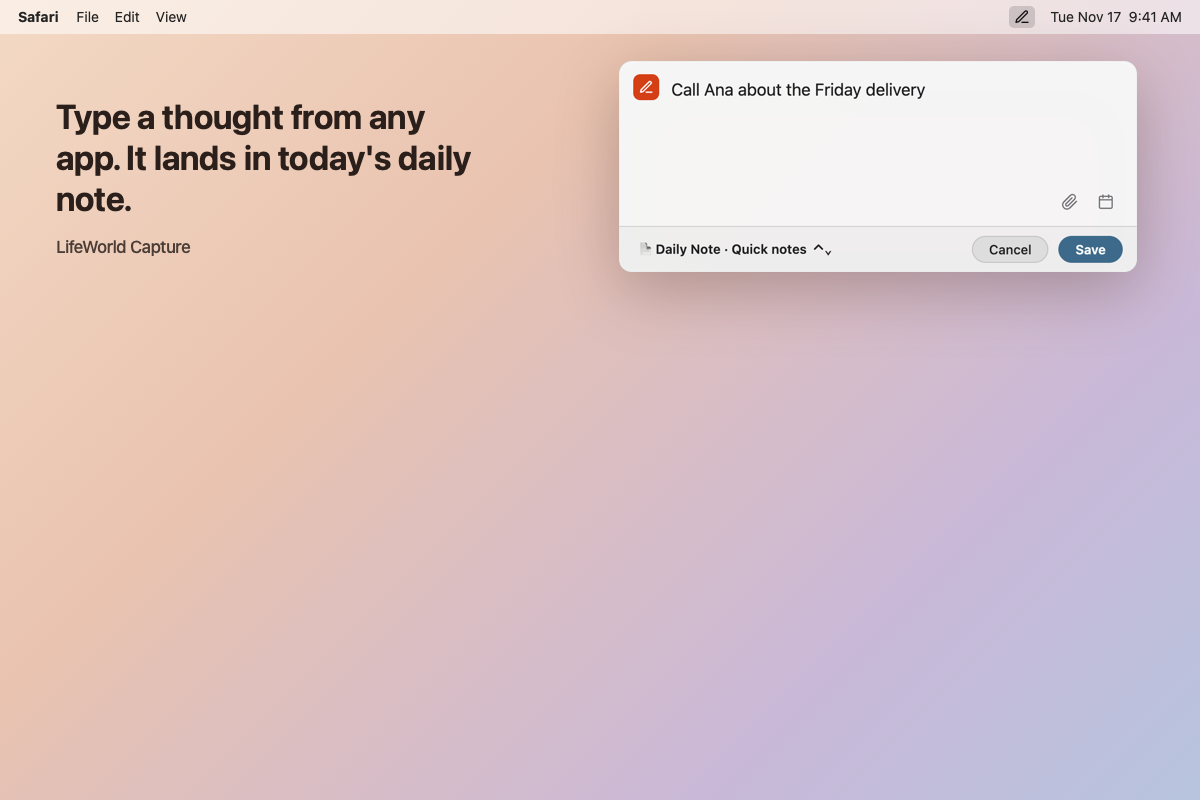 Safari File Edit View Tue Nov 17 9:41 AM
Type a thought from any
app. It lands in today's daily
note.
LifeWorld Capture
Call Ana about the Friday delivery
Daily Note · Quick notes
Cancel Save